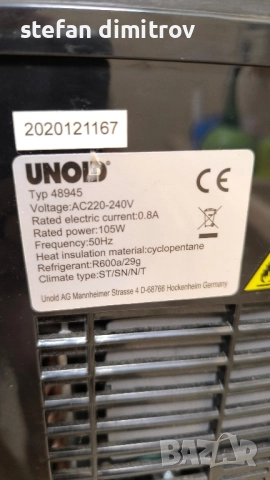 stefan dimitrov
2020121167
UNOLD®
Typ 48945
Voltage:AC220-240V
Rated electric current:0.8A
Rated power:105W
Frequency:50Hz
Heat insulation material:cyclopentane
Refrigerant:R600a/29g
Climate type:ST/SN/N/T
Unold AG Mannheimer Strasse 4 D-68766 Hockenheim Germany
CE
BAZAR